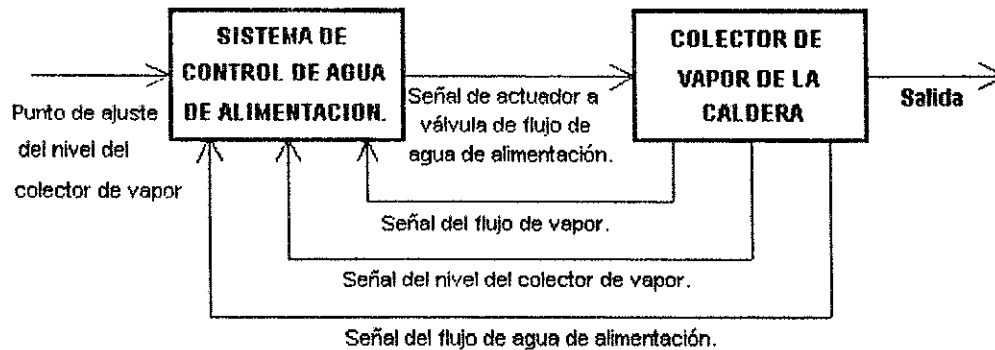 SISTEMA DE
CONTROL DE AGUA
DE ALIMENTACION.
COLECTOR DE
VAPOR DE LA
CALDERA
Punto de ajuste
del nivel del
colector de vapor
Señal de actuador a
válvula de flujo de
agua de alimentación.
Salida
Señal del flujo de vapor.
Señal del nivel del colector de vapor.
Señal del flujo de agua de alimentación.